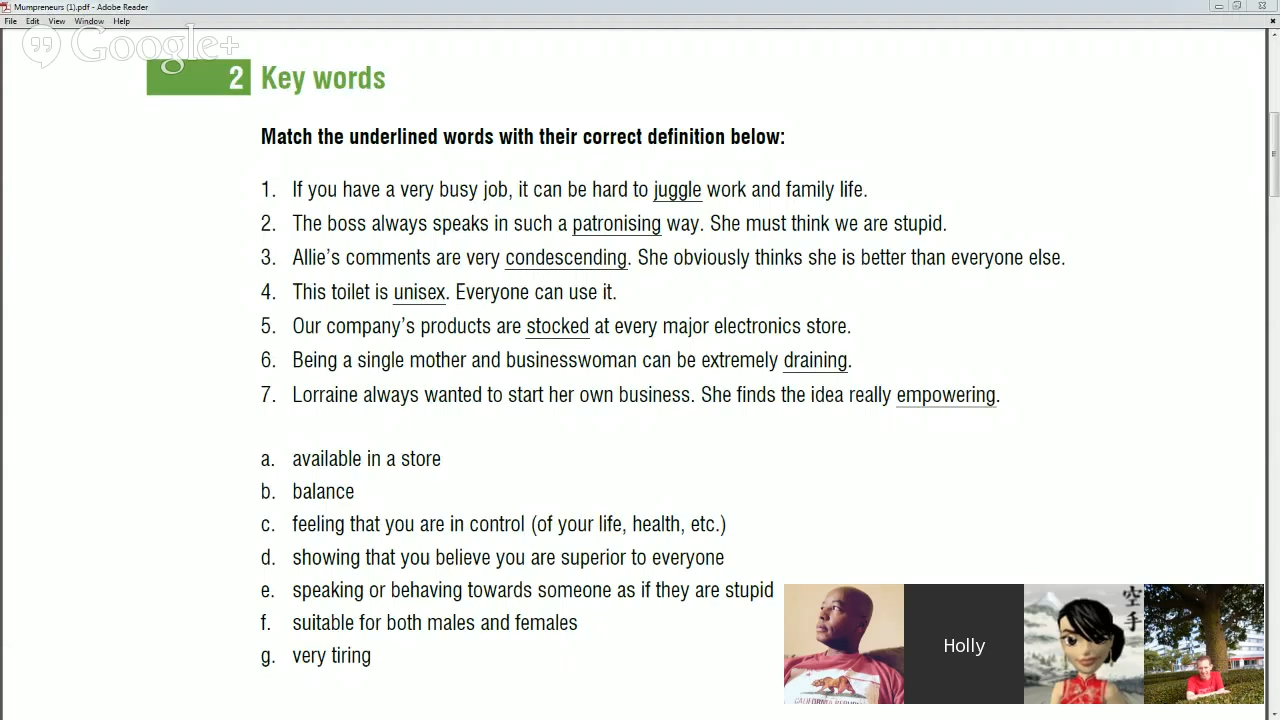 Mumpreneurs (1).pdf - Adobe Reader
File Edit View Window Help
Google+
2 Key words
Match the underlined words with their correct definition below:
1. If you have a very busy job, it can be hard to juggle work and family life.
2. The boss always speaks in such a patronising way. She must think we are stupid.
3. Allie's comments are very condescending. She obviously thinks she is better than everyone else.
4. This toilet is unisex. Everyone can use it.
5. Our company's products are stocked at every major electronics store.
6. Being a single mother and businesswoman can be extremely draining.
7. Lorraine always wanted to start her own business. She finds the idea really empowering.
a. available in a store
b. balance
c. feeling that you are in control (of your life, health, etc.)
d. showing that you believe you are superior to everyone
e. speaking or behaving towards someone as if they are stupid
f. suitable for both males and females
g. very tiring
Holly
空手
CALIFORNIA REPUBLIC